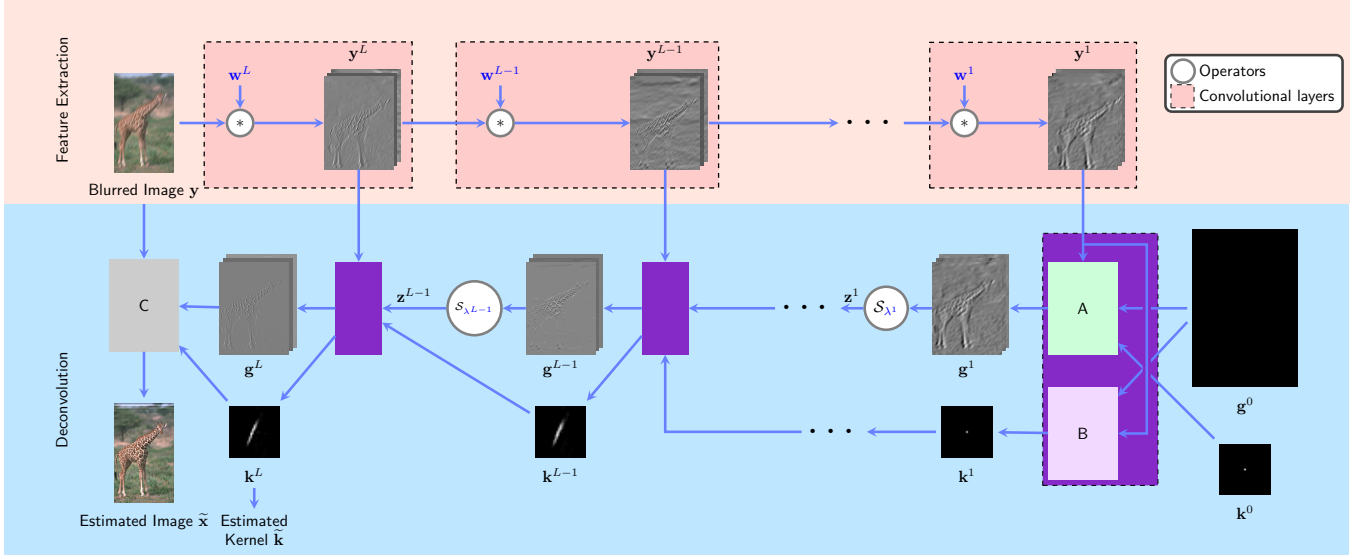 Feature Extraction
w^L
y^L
w^{L−1}
y^{L−1}
w^1
y^1
*
*
· · ·
*
Operators
Convolutional layers
Blurred Image y
Deconvolution
C
g^L
z^{L−1}
S_{λ^{L−1}}
g^{L−1}
· · ·
z^1
S_{λ^1}
g^1
A
g^0
k^L
k^{L−1}
· · ·
k^1
B
k^0
Estimated Image x̃
Estimated
Kernel k̃